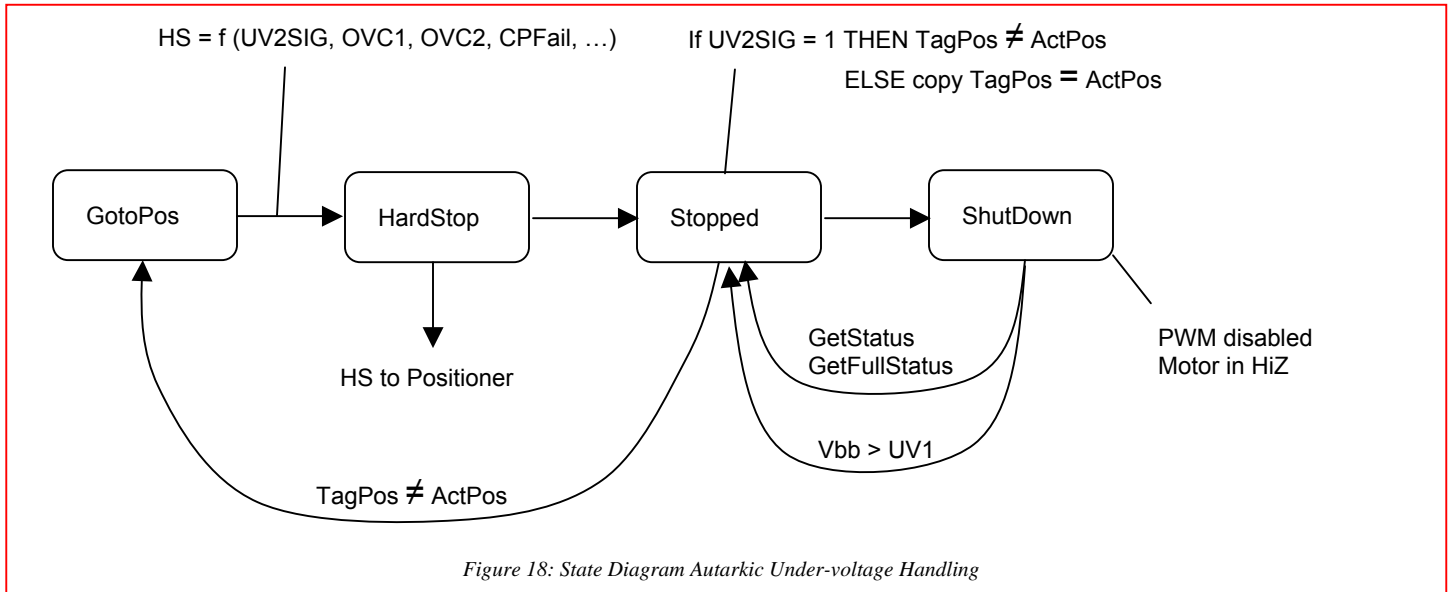 HS = f (UV2SIG, OVC1, OVC2, CPFail, …)
If UV2SIG = 1 THEN TagPos ≠ ActPos
ELSE copy TagPos = ActPos
GotoPos
HardStop
Stopped
ShutDown
HS to Positioner
GetStatus
GetFullStatus
PWM disabled
Motor in HiZ
Vbb > UV1
TagPos ≠ ActPos
Figure 18: State Diagram Autarkic Under-voltage Handling